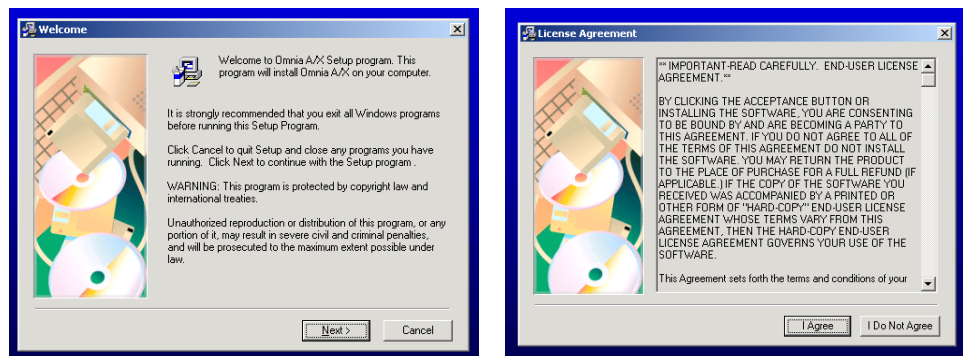 Welcome
Welcome to Omnia A/X Setup program. This
program will install Omnia A/X on your computer.
It is strongly recommended that you exit all Windows programs
before running this Setup Program.
Click Cancel to quit Setup and close any programs you have
running. Click Next to continue with the Setup program .
WARNING: This program is protected by copyright law and
international treaties.
Unauthorized reproduction or distribution of this program, or any
portion of it, may result in severe civil and criminal penalties,
and will be prosecuted to the maximum extent possible under
law.
Next >
Cancel
License Agreement
** IMPORTANT-READ CAREFULLY. END-USER LICENSE
AGREEMENT.**
BY CLICKING THE ACCEPTANCE BUTTON OR
INSTALLING THE SOFTWARE, YOU ARE CONSENTING
TO BE BOUND BY AND ARE BECOMING A PARTY TO
THIS AGREEMENT. IF YOU DO NOT AGREE TO ALL OF
THE TERMS OF THIS AGREEMENT DO NOT INSTALL
THE SOFTWARE. YOU MAY RETURN THE PRODUCT
TO THE PLACE OF PURCHASE FOR A FULL REFUND (IF
APPLICABLE.) IF THE COPY OF THE SOFTWARE YOU
RECEIVED WAS ACCOMPANIED BY A PRINTED OR
OTHER FORM OF "HARD-COPY" END-USER LICENSE
AGREEMENT WHOSE TERMS VARY FROM THIS
AGREEMENT, THEN THE HARD-COPY END-USER
LICENSE AGREEMENT GOVERNS YOUR USE OF THE
SOFTWARE.
This Agreement sets forth the terms and conditions of your
I Agree
I Do Not Agree